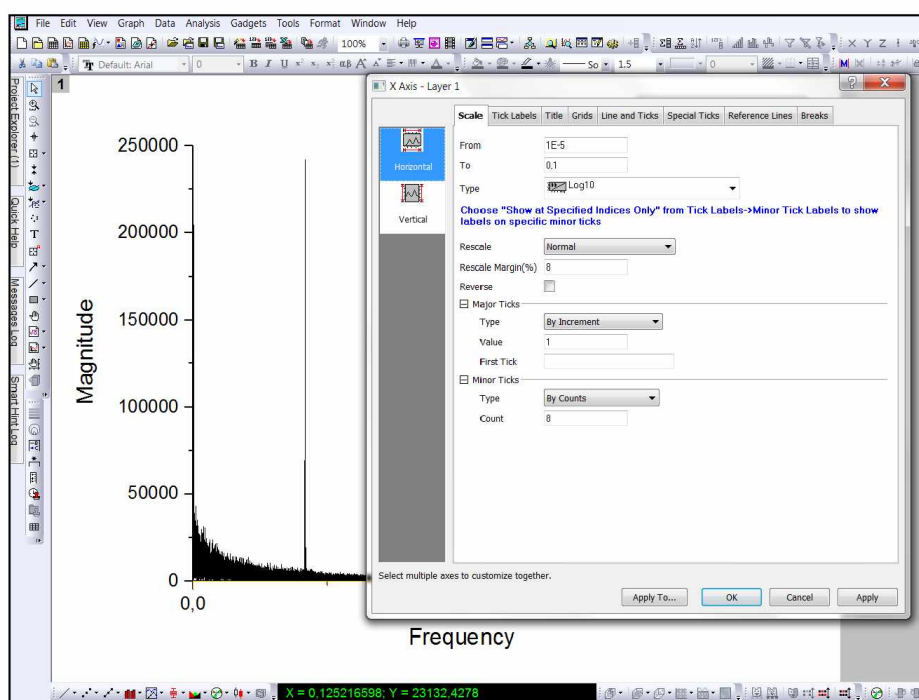 File Edit View Graph Data Analysis Gadgets Tools Format Window Help
100%
X Y Z
Default: Arial 0 B I U So 1.5 0
Project Explorer (1)
Quick Help
Messages Log
Smart Hint Log
1
250000
200000
150000
100000
50000
0
0,0
Magnitude
Frequency
X Axis - Layer 1
Horizontal
Vertical
Scale Tick Labels Title Grids Line and Ticks Special Ticks Reference Lines Breaks
From 1E-5
To 0,1
Type Log10
Choose "Show at Specified Indices Only" from Tick Labels->Minor Tick Labels to show
labels on specific minor ticks
Rescale Normal
Rescale Margin(%) 8
Reverse
Major Ticks
Type By Increment
Value 1
First Tick
Minor Ticks
Type By Counts
Count 8
Select multiple axes to customize together.
Apply To... OK Cancel Apply
X = 0,125216598; Y = 23132,4278